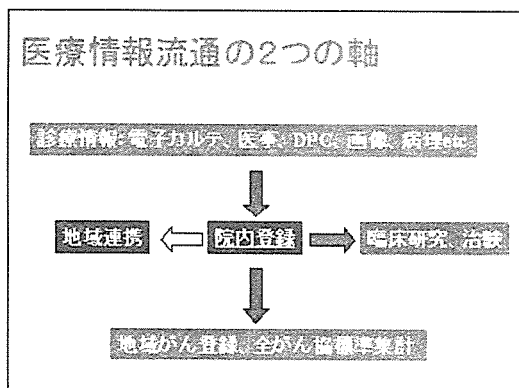 医療情報流通の2つの軸
診療情報:電子カルテ、医事、DPC、画像、病理etc
地域連携
院内登録
臨床研究、治験
地域がん登録、全がん協標準集計